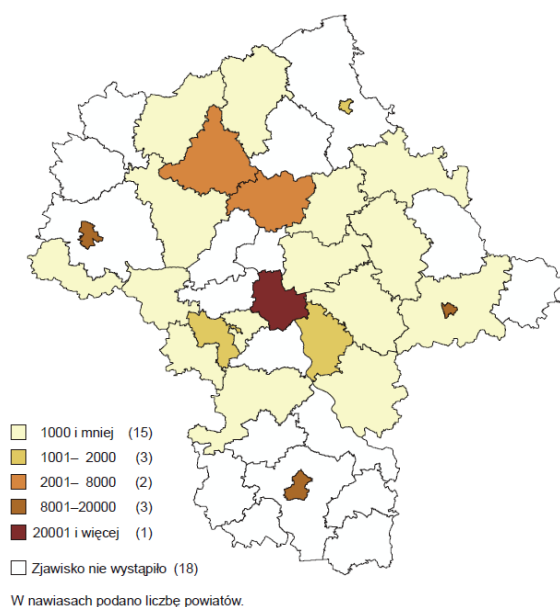 1000 i mniej (15)
1001– 2000 (3)
2001– 8000 (2)
8001–20000 (3)
20001 i więcej (1)
Zjawisko nie wystąpiło (18)
W nawiasach podano liczbę powiatów.